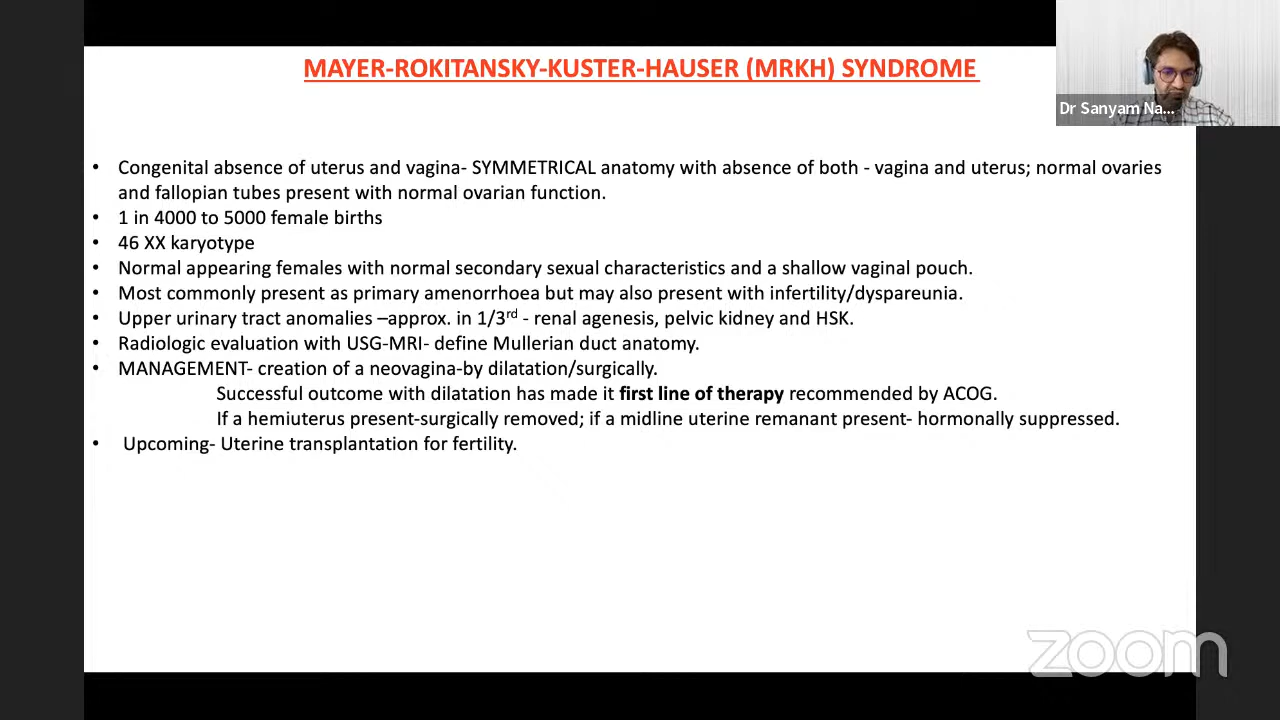 MAYER-ROKITANSKY-KUSTER-HAUSER (MRKH) SYNDROME
Dr Sanyam Na...
• Congenital absence of uterus and vagina- SYMMETRICAL anatomy with absence of both - vagina and uterus; normal ovaries
and fallopian tubes present with normal ovarian function.
• 1 in 4000 to 5000 female births
• 46 XX karyotype
• Normal appearing females with normal secondary sexual characteristics and a shallow vaginal pouch.
• Most commonly present as primary amenorrhoea but may also present with infertility/dyspareunia.
• Upper urinary tract anomalies –approx. in 1/3rd - renal agenesis, pelvic kidney and HSK.
• Radiologic evaluation with USG-MRI- define Mullerian duct anatomy.
• MANAGEMENT- creation of a neovagina-by dilatation/surgically.
Successful outcome with dilatation has made it first line of therapy recommended by ACOG.
If a hemiuterus present-surgically removed; if a midline uterine remanant present- hormonally suppressed.
• Upcoming- Uterine transplantation for fertility.
zoom